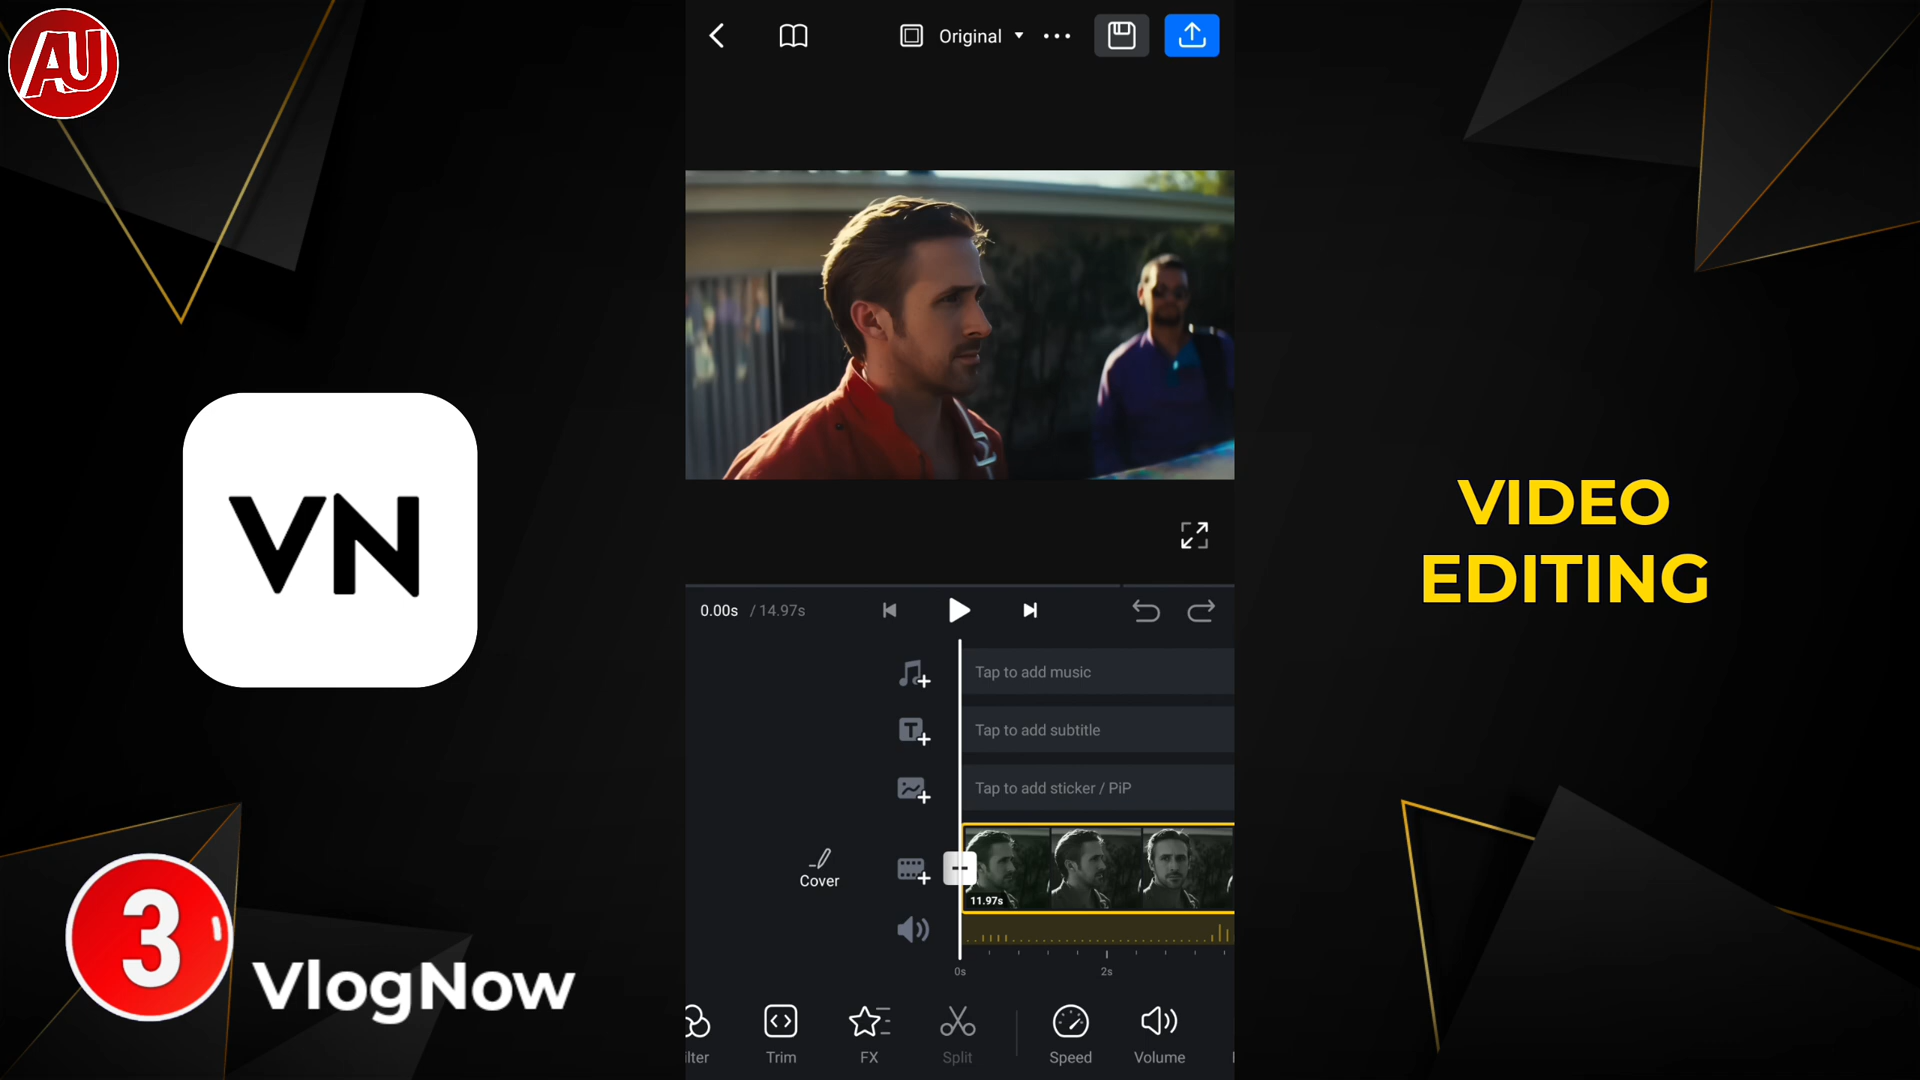 AU
Original
VN
VIDEO
EDITING
0.00s / 14.97s
Tap to add music
Tap to add subtitle
Tap to add sticker / PiP
Cover
11.97s
0s
2s
3
VlogNow
ilter
Trim
FX
Split
Speed
Volume